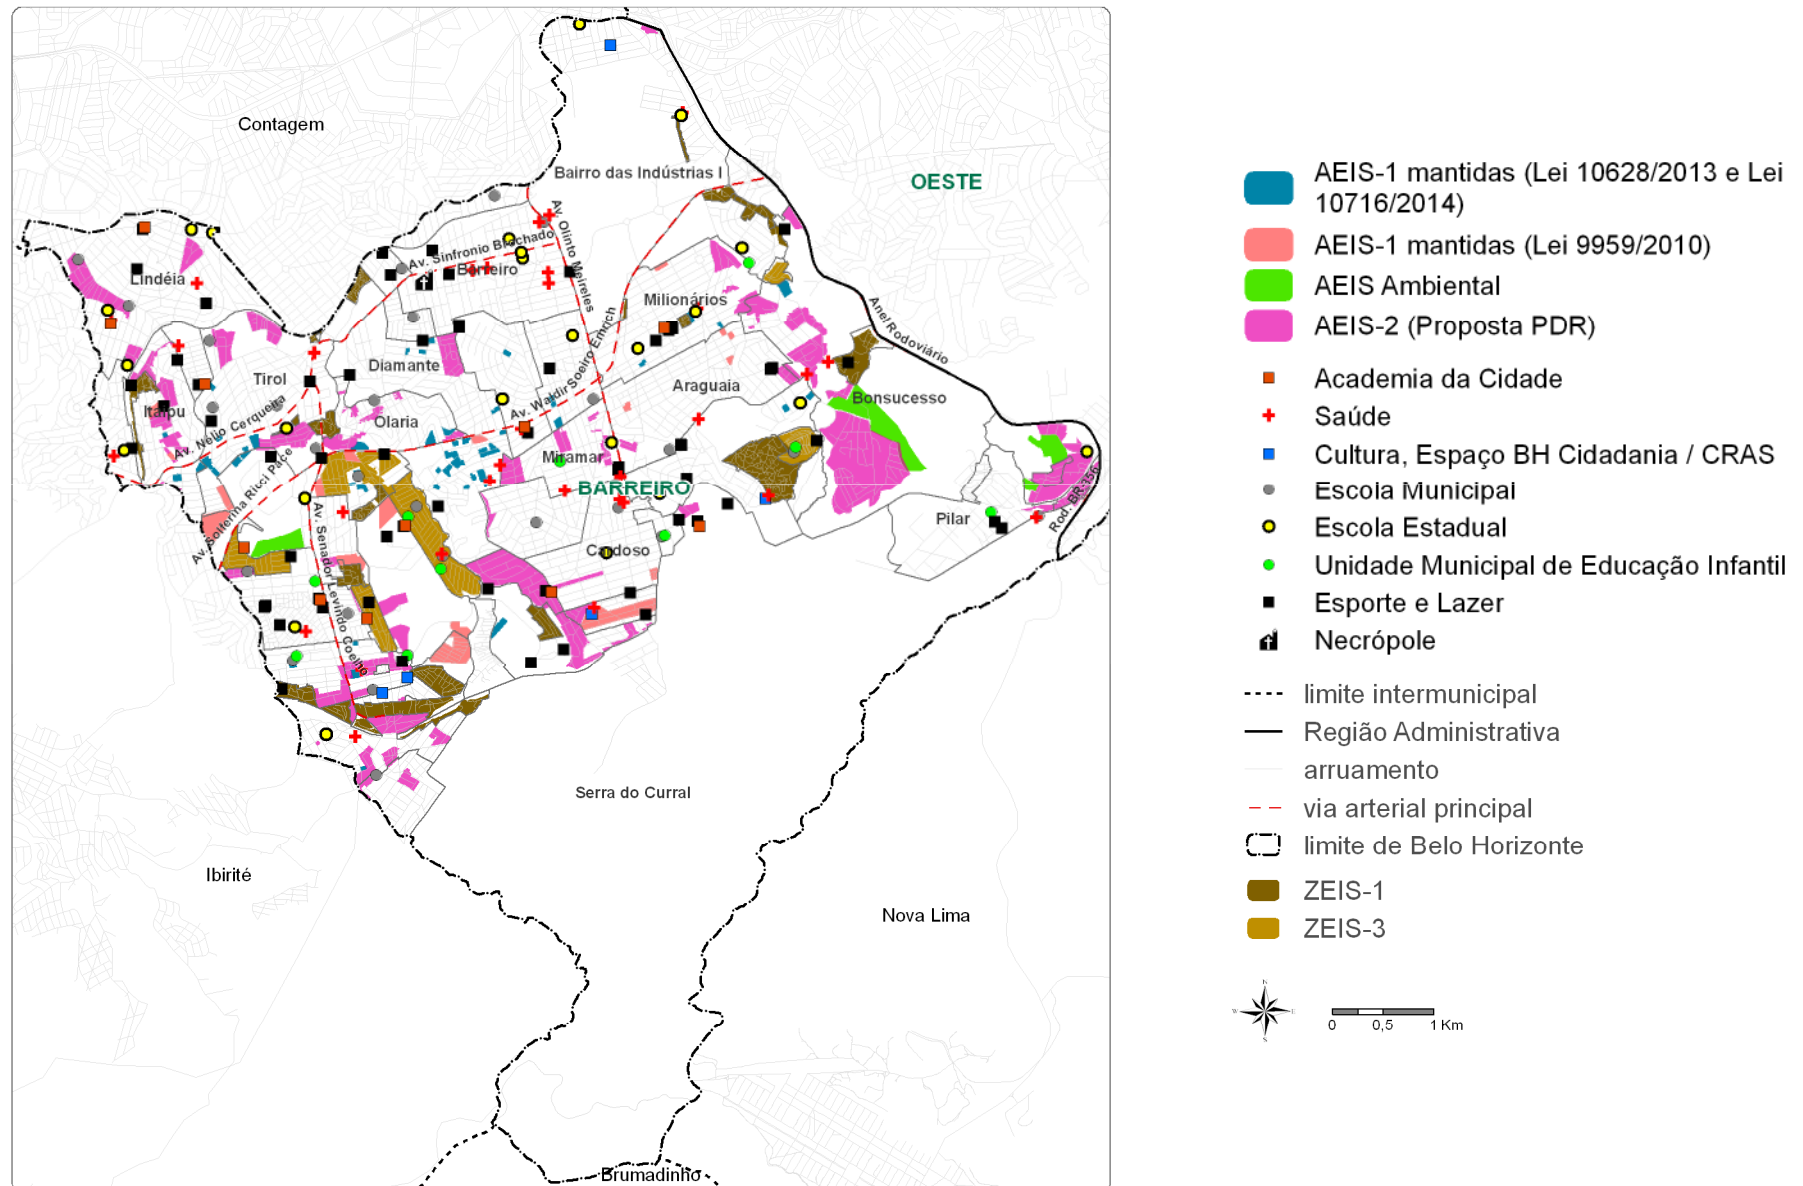 Contagem
Bairro das Indústrias I
OESTE
Av. Olinto Meireles
Av. Sinfronio Brochado
Barreiro
Lindéia
Milionários
Anel Rodoviário
Av. Waldir Soeiro Emrich
Diamante
Tirol
Araguaia
Bonsucesso
Itaipu
Olaria
Av. Nélio Cerqueira
Miramar
BARREIRO
Av. Solferina Ricci Pace
Pilar
Rod. BR-356
Av. Senador Levindo Coelho
Cardoso
Serra do Curral
Ibirité
Nova Lima
Brumadinho
AEIS-1 mantidas (Lei 10628/2013 e Lei
10716/2014)
AEIS-1 mantidas (Lei 9959/2010)
AEIS Ambiental
AEIS-2 (Proposta PDR)
Academia da Cidade
Saúde
Cultura, Espaço BH Cidadania / CRAS
Escola Municipal
Escola Estadual
Unidade Municipal de Educação Infantil
Esporte e Lazer
Necrópole
limite intermunicipal
Região Administrativa
arruamento
via arterial principal
limite de Belo Horizonte
ZEIS-1
ZEIS-3
N
W E
S
0 0,5 1 Km